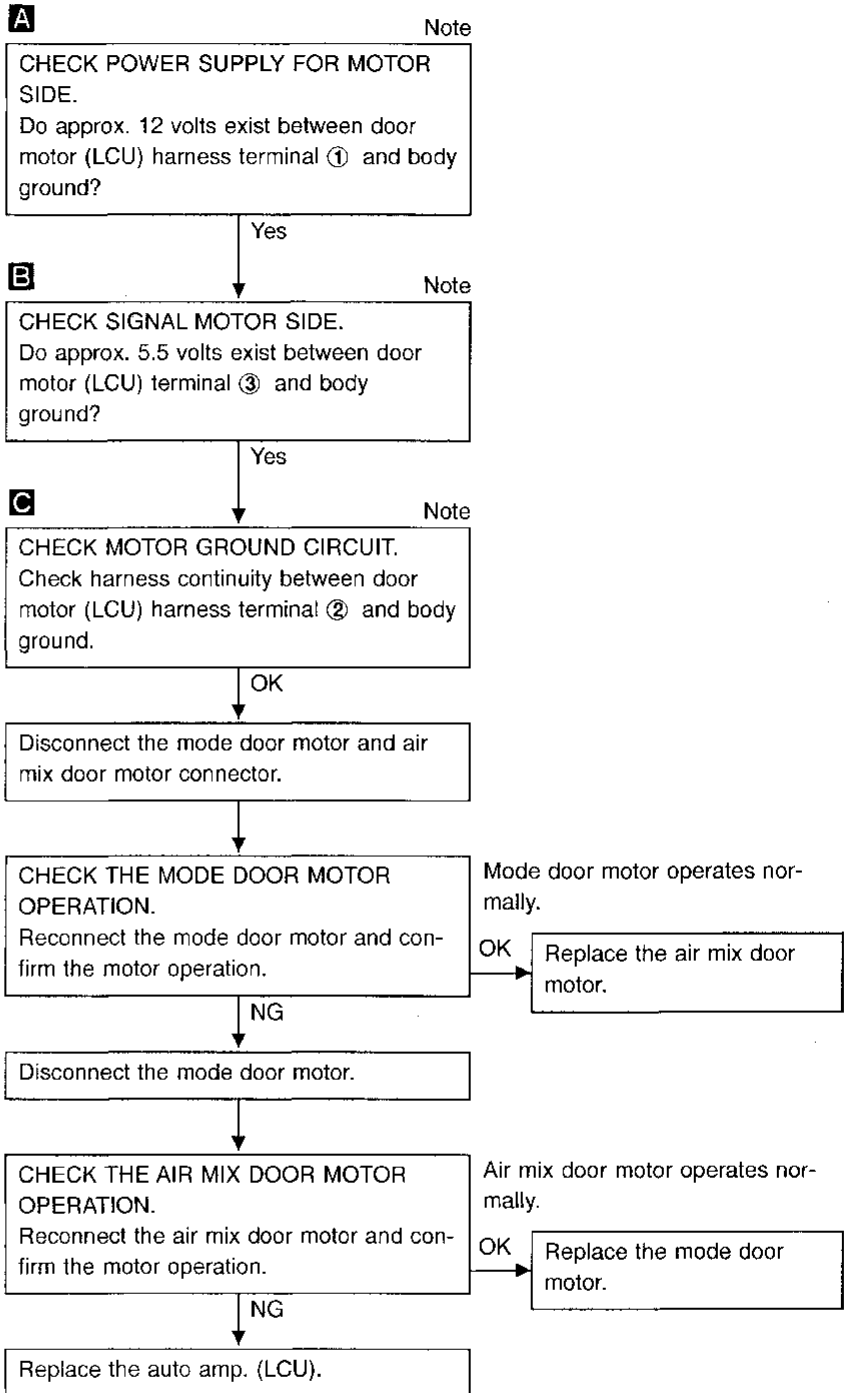 A
Note
CHECK POWER SUPPLY FOR MOTOR
SIDE.
Do approx. 12 volts exist between door
motor (LCU) harness terminal ① and body
ground?
Yes
B
Note
CHECK SIGNAL MOTOR SIDE.
Do approx. 5.5 volts exist between door
motor (LCU) terminal ③ and body
ground?
Yes
C
Note
CHECK MOTOR GROUND CIRCUIT.
Check harness continuity between door
motor (LCU) harness terminal ② and body
ground.
OK
Disconnect the mode door motor and air
mix door motor connector.
CHECK THE MODE DOOR MOTOR
OPERATION.
Reconnect the mode door motor and con-
firm the motor operation.
Mode door motor operates nor-
mally.
OK
Replace the air mix door
motor.
NG
Disconnect the mode door motor.
CHECK THE AIR MIX DOOR MOTOR
OPERATION.
Reconnect the air mix door motor and con-
firm the motor operation.
Air mix door motor operates nor-
mally.
OK
Replace the mode door
motor.
NG
Replace the auto amp. (LCU).